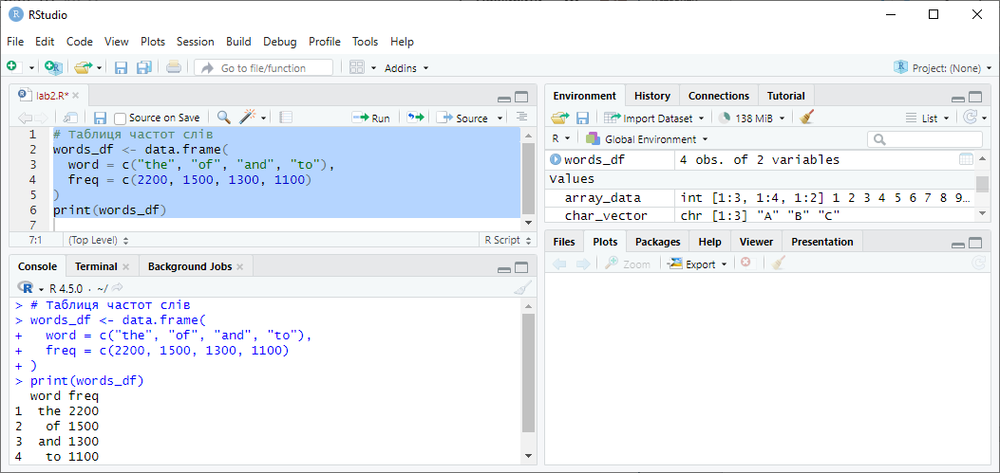 RStudio
File Edit Code View Plots Session Build Debug Profile Tools Help
Go to file/function Addins Project: (None)
lab2.R*
Source on Save Run Source
1 # Таблиця частот слів
2 words_df <- data.frame(
3 word = c("the", "of", "and", "to"),
4 freq = c(2200, 1500, 1300, 1100)
5 )
6 print(words_df)
7
7:1 (Top Level) R Script
Console Terminal Background Jobs
R 4.5.0 · ~/
> # Таблиця частот слів
> words_df <- data.frame(
+ word = c("the", "of", "and", "to"),
+ freq = c(2200, 1500, 1300, 1100)
+ )
> print(words_df)
word freq
1 the 2200
2 of 1500
3 and 1300
4 to 1100
Environment History Connections Tutorial
Import Dataset 138 MiB List
R Global Environment
words_df 4 obs. of 2 variables
Values
array_data int [1:3, 1:4, 1:2] 1 2 3 4 5 6 7 8 9…
char_vector chr [1:3] "A" "B" "C"
Files Plots Packages Help Viewer Presentation
Zoom Export